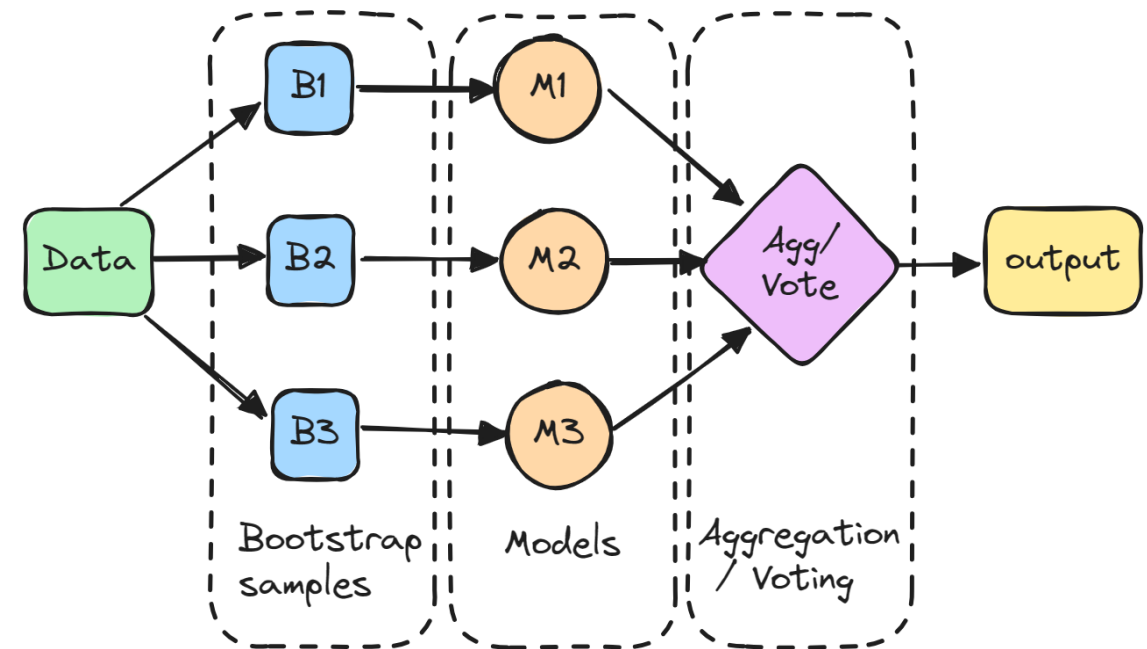 B1
M1
Data
B2
M2
Agg/
Vote
output
B3
M3
Bootstrap
samples
Models
Aggregation
/ Voting